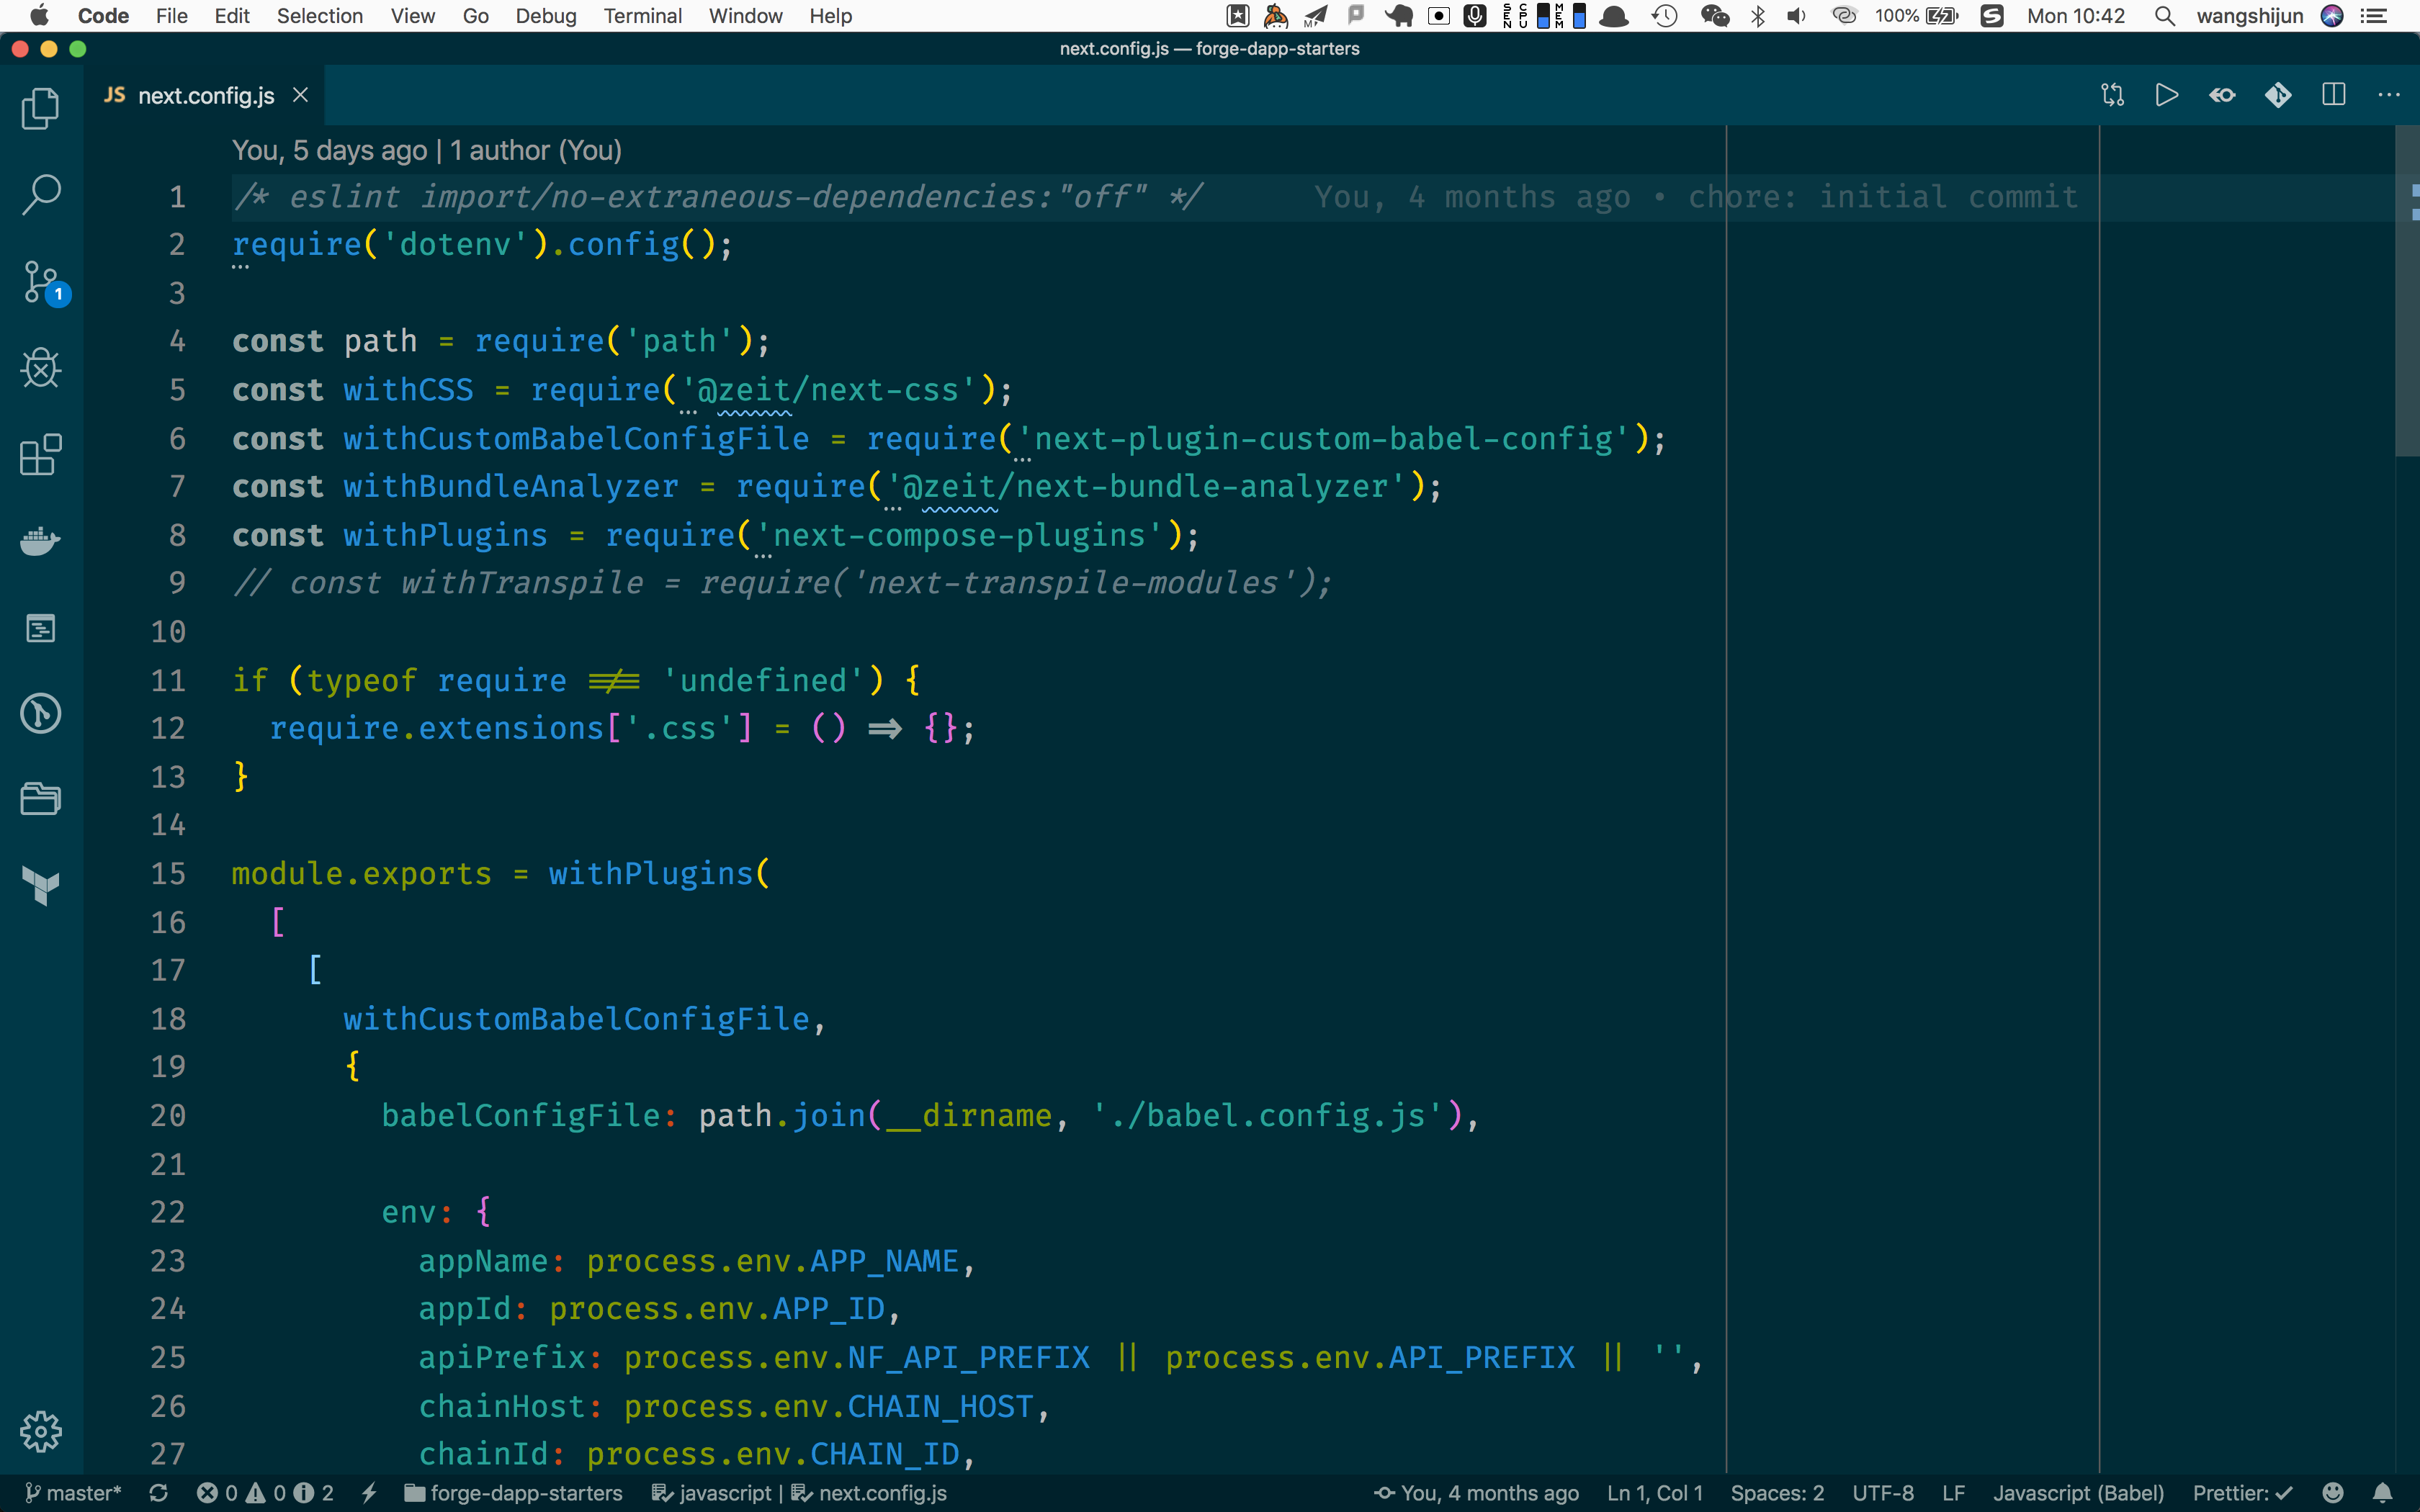 Code File Edit Selection View Go Debug Terminal Window Help SEN CPU MEM 100% Mon 10:42 wangshijun
next.config.js — forge-dapp-starters
JS next.config.js
You, 5 days ago | 1 author (You)
1 /* eslint import/no-extraneous-dependencies:"off" */ You, 4 months ago • chore: initial commit
2 require('dotenv').config();
3
4 const path = require('path');
5 const withCSS = require('@zeit/next-css');
6 const withCustomBabelConfigFile = require('next-plugin-custom-babel-config');
7 const withBundleAnalyzer = require('@zeit/next-bundle-analyzer');
8 const withPlugins = require('next-compose-plugins');
9 // const withTranspile = require('next-transpile-modules');
10
11 if (typeof require !== 'undefined') {
12 require.extensions['.css'] = () => {};
13 }
14
15 module.exports = withPlugins(
16 [
17 [
18 withCustomBabelConfigFile,
19 {
20 babelConfigFile: path.join(__dirname, './babel.config.js'),
21
22 env: {
23 appName: process.env.APP_NAME,
24 appId: process.env.APP_ID,
25 apiPrefix: process.env.NF_API_PREFIX || process.env.API_PREFIX || '',
26 chainHost: process.env.CHAIN_HOST,
27 chainId: process.env.CHAIN_ID,
1
master* 0 0 2 forge-dapp-starters javascript | next.config.js You, 4 months ago Ln 1, Col 1 Spaces: 2 UTF-8 LF Javascript (Babel) Prettier: ✓